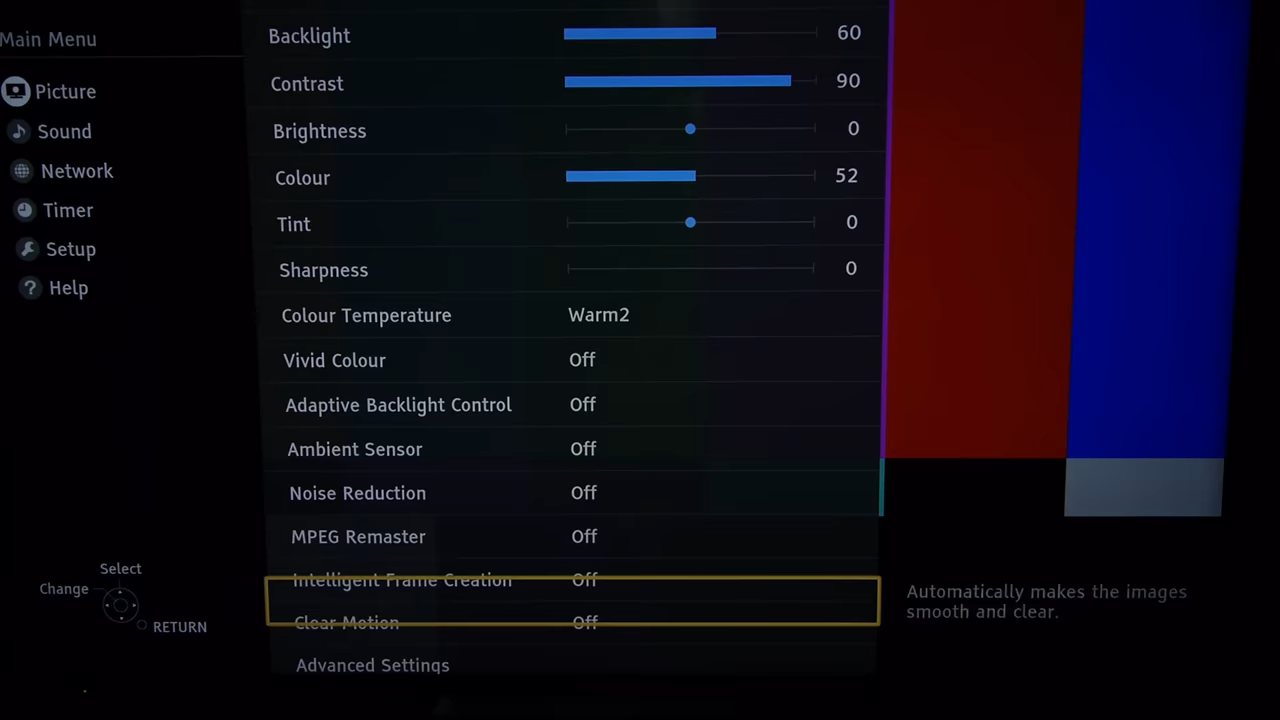 Main Menu
Picture
Sound
Network
Timer
Setup
Help
Select
Change
RETURN
Backlight 60
Contrast 90
Brightness 0
Colour 52
Tint 0
Sharpness 0
Colour Temperature Warm2
Vivid Colour Off
Adaptive Backlight Control Off
Ambient Sensor Off
Noise Reduction Off
MPEG Remaster Off
Intelligent Frame Creation Off
Clear Motion Off
Advanced Settings
Automatically makes the images
smooth and clear.